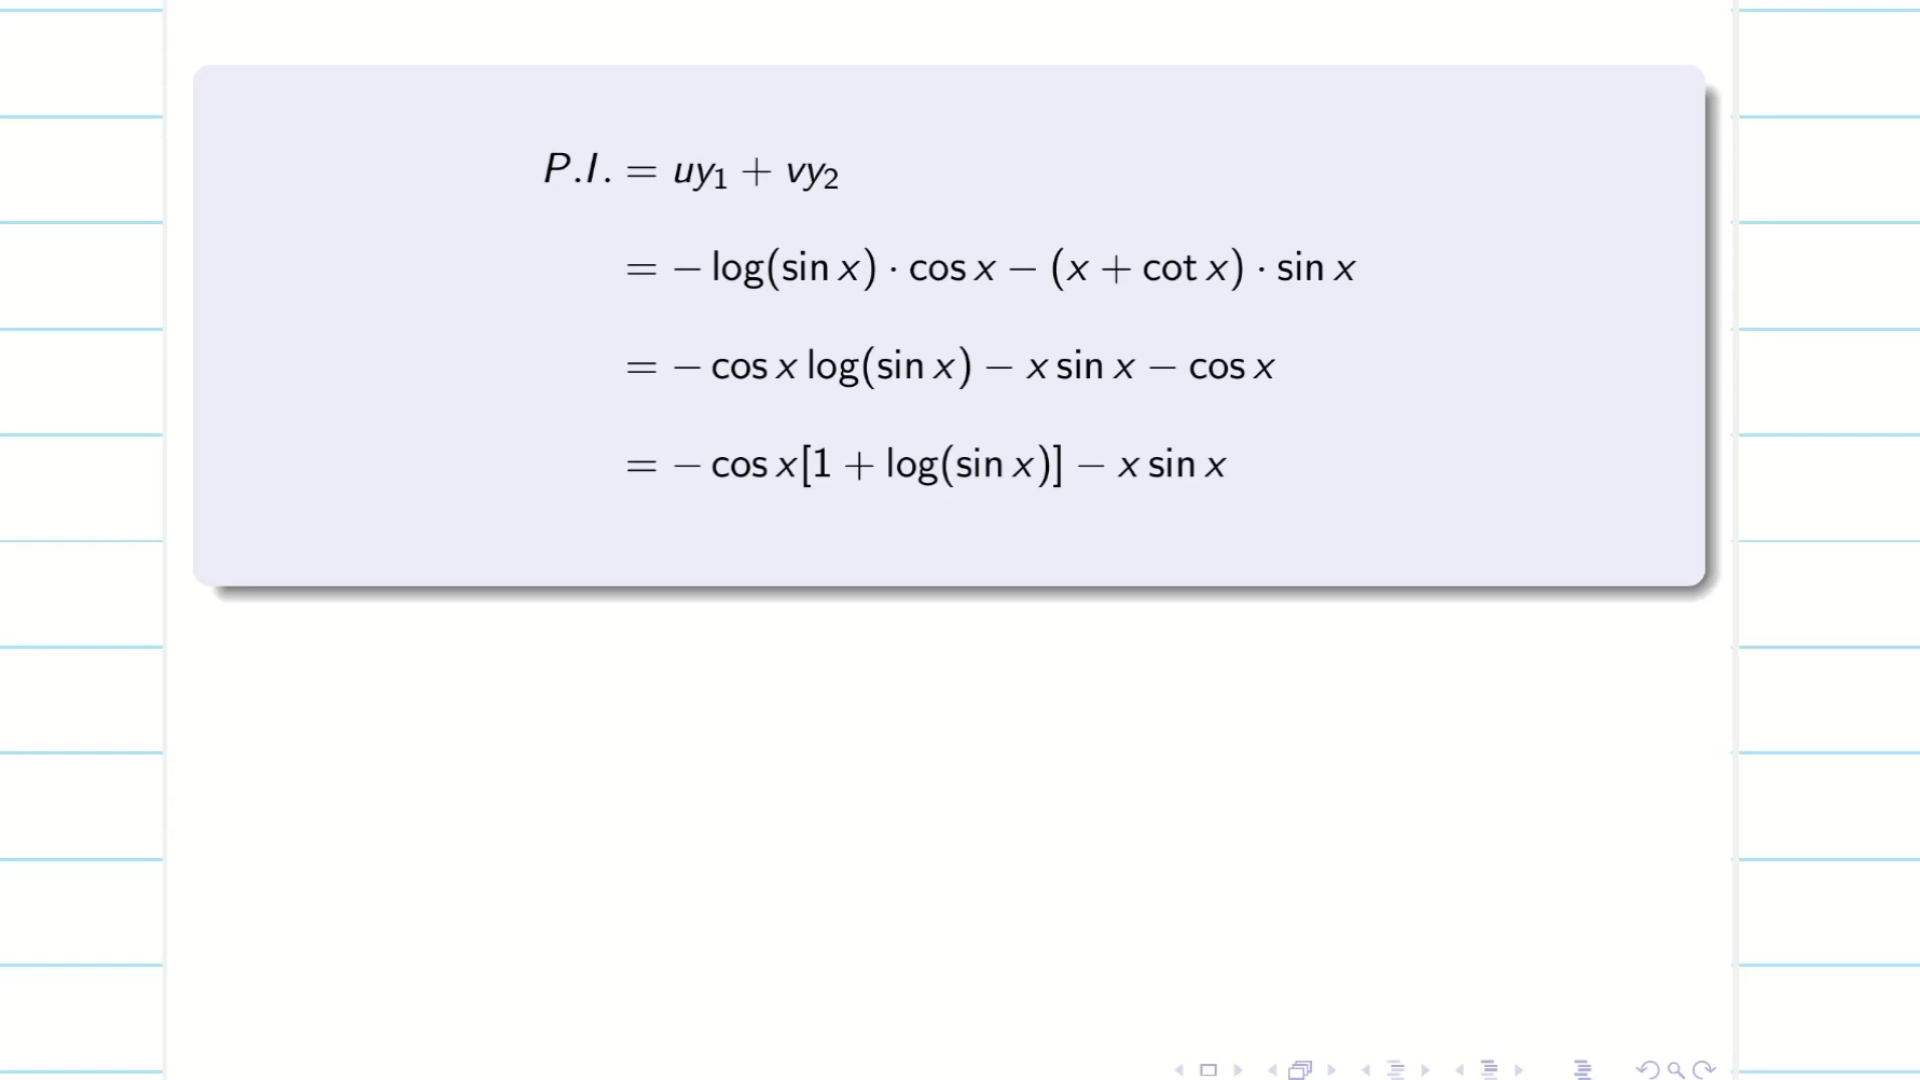 P.I. = uy₁ + vy₂
= − log(sin x) · cos x − (x + cot x) · sin x
= − cos x log(sin x) − x sin x − cos x
= − cos x[1 + log(sin x)] − x sin x